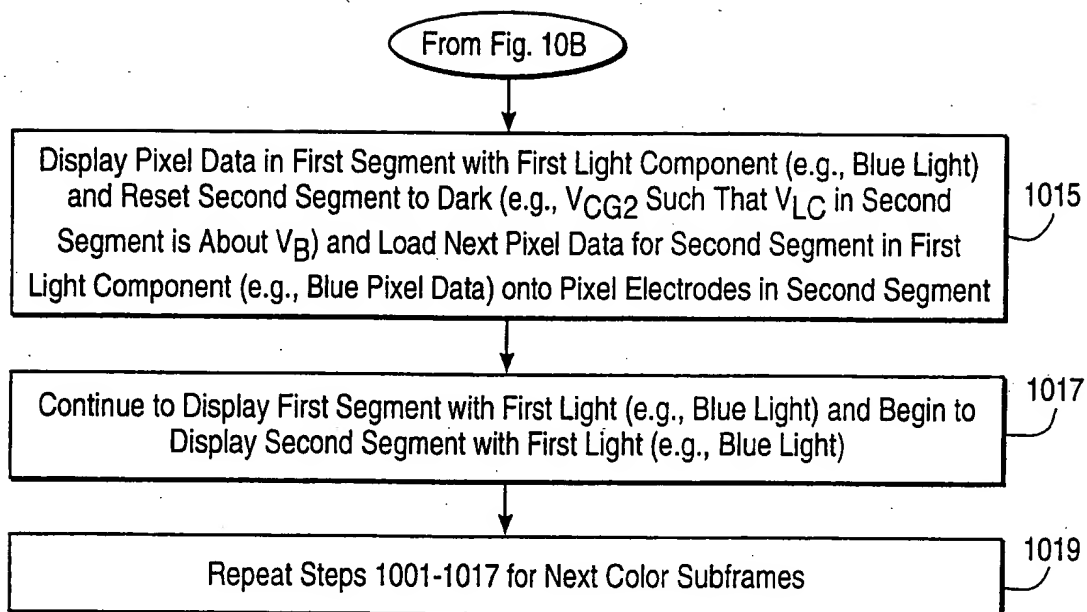 From Fig. 10B
Display Pixel Data in First Segment with First Light Component (e.g., Blue Light)
and Reset Second Segment to Dark (e.g., VCG2 Such That VLC in Second
Segment is About VB) and Load Next Pixel Data for Second Segment in First
Light Component (e.g., Blue Pixel Data) onto Pixel Electrodes in Second Segment
1015
Continue to Display First Segment with First Light (e.g., Blue Light) and Begin to
Display Second Segment with First Light (e.g., Blue Light)
1017
Repeat Steps 1001-1017 for Next Color Subframes
1019